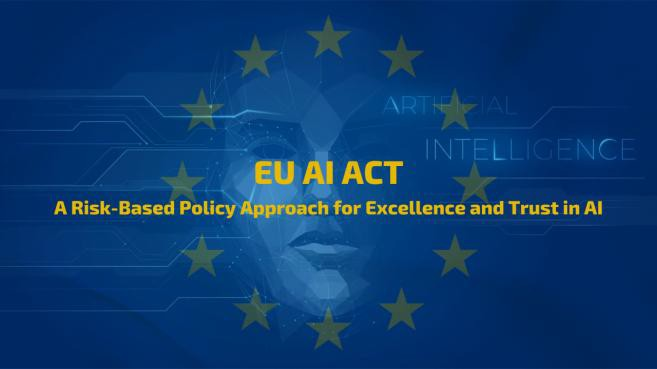 ARTIFICIAL
INTELLIGENCE
EU AI ACT
A Risk-Based Policy Approach for Excellence and Trust in AI